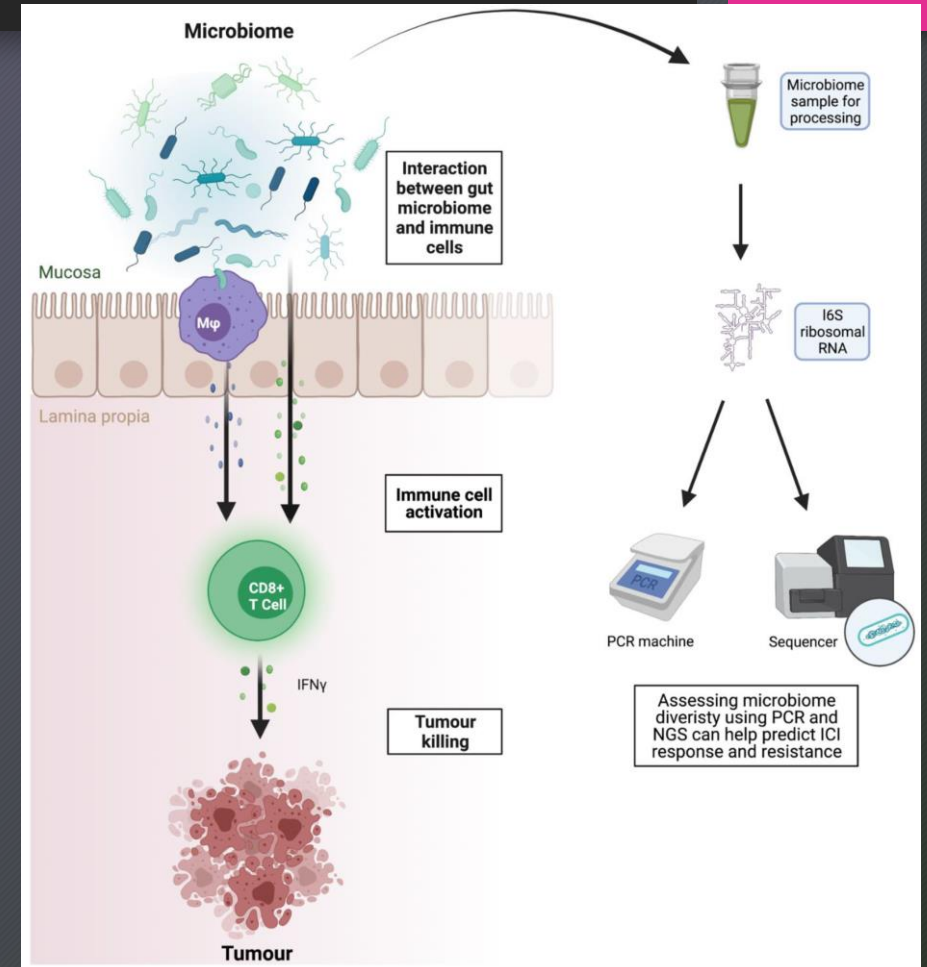 Microbiome
Microbiome
sample for
processing
Interaction
between gut
microbiome
and immune
cells
Mucosa
Mφ
I6S
ribosomal
RNA
Lamina propia
Immune cell
activation
CD8+
T Cell
PCR
PCR machine
Sequencer
IFNγ
Tumour
killing
Assessing microbiome
diveristy using PCR and
NGS can help predict ICI
response and resistance
Tumour